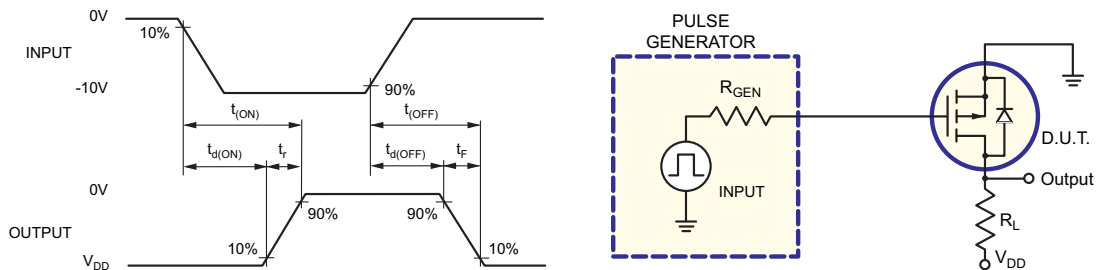 0V
10%
INPUT
-10V
90%
t(ON)
t(OFF)
td(ON)
tr
td(OFF)
tF
0V
90%
90%
OUTPUT
10%
10%
VDD
PULSE
GENERATOR
RGEN
INPUT
D.U.T.
Output
RL
VDD